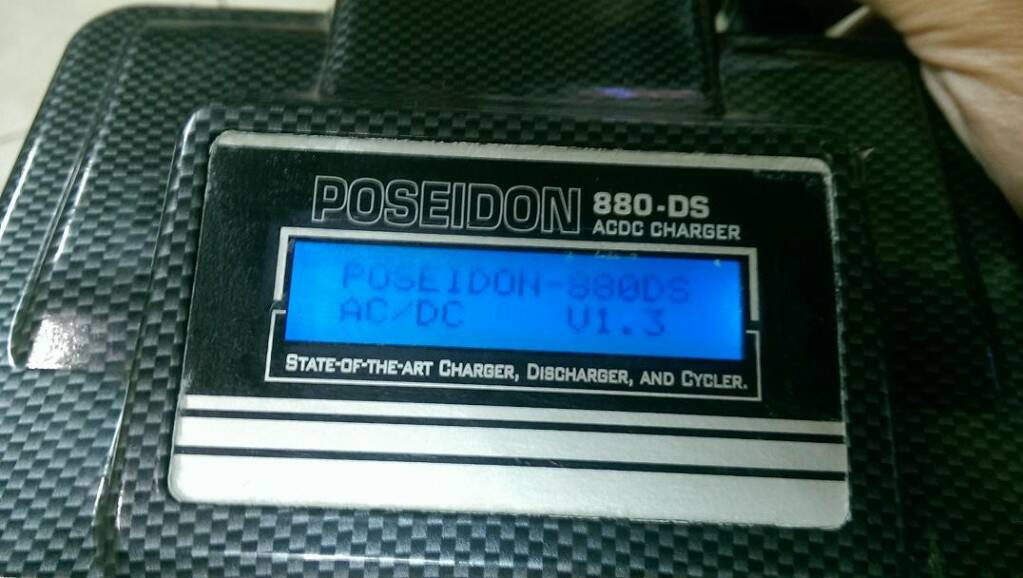 POSEIDON 880-DS
ACDC CHARGER
POSEIDON-880DS
AC/DC V1.3
STATE-OF-THE-ART CHARGER, DISCHARGER, AND CYCLER.